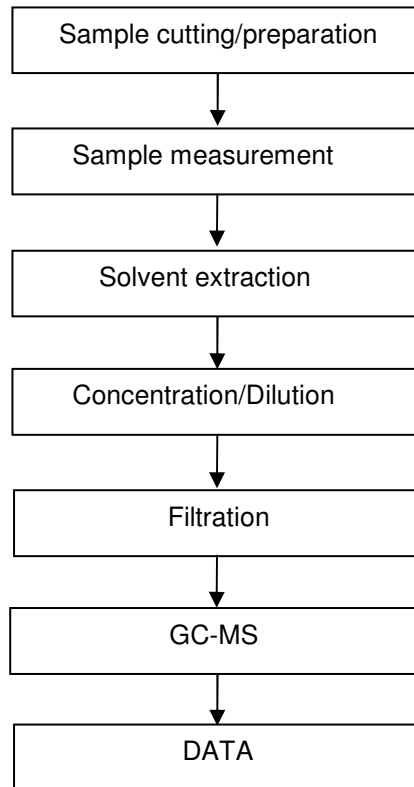 Sample cutting/preparation
Sample measurement
Solvent extraction
Concentration/Dilution
Filtration
GC-MS
DATA